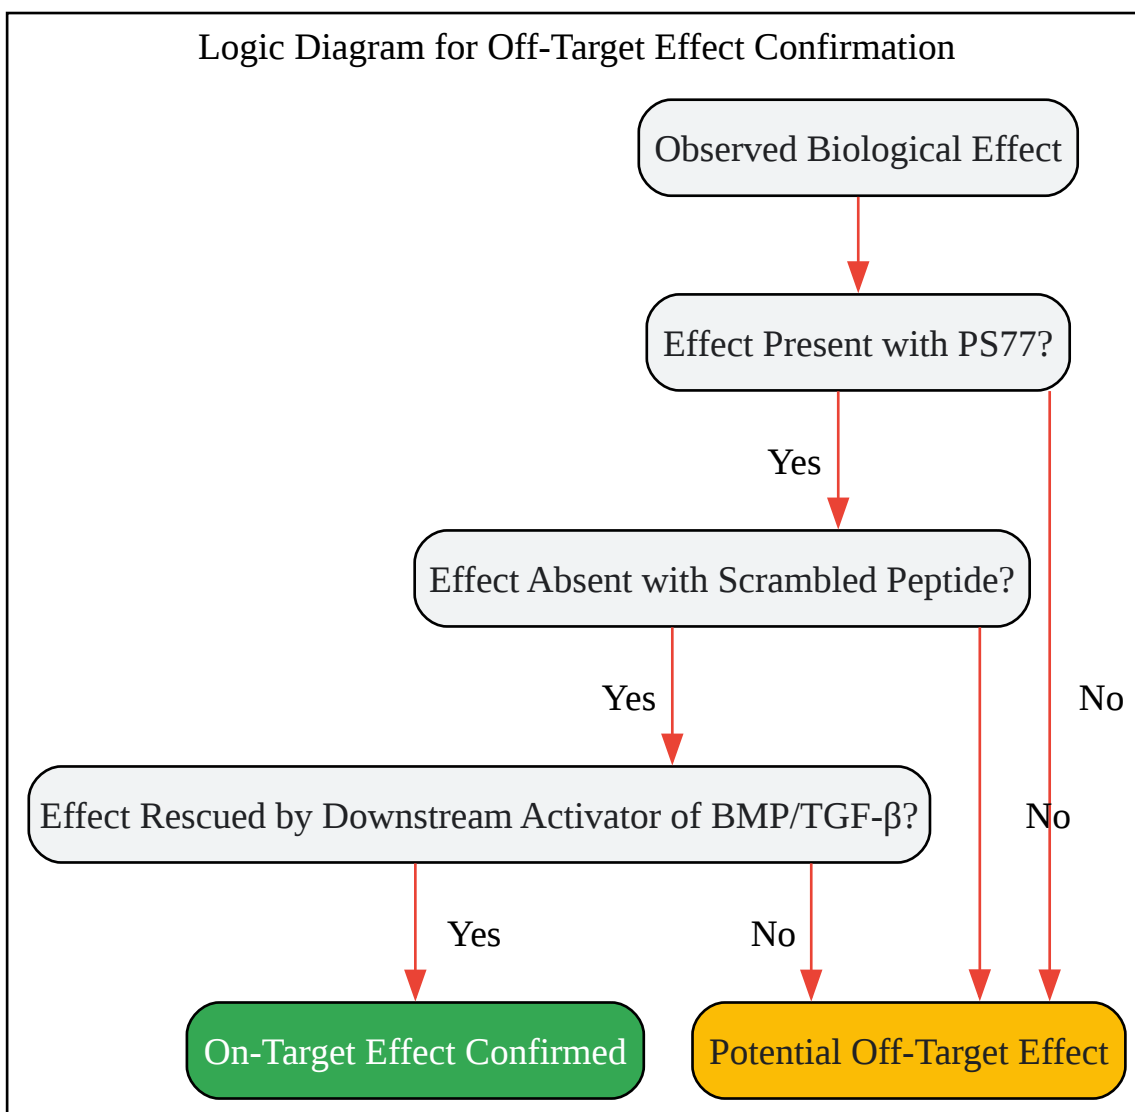 Logic Diagram for Off-Target Effect Confirmation
Observed Biological Effect
Effect Present with PS77?
Yes
Effect Absent with Scrambled Peptide?
Yes
No
Effect Rescued by Downstream Activator of BMP/TGF-β?
No
Yes
No
On-Target Effect Confirmed
Potential Off-Target Effect